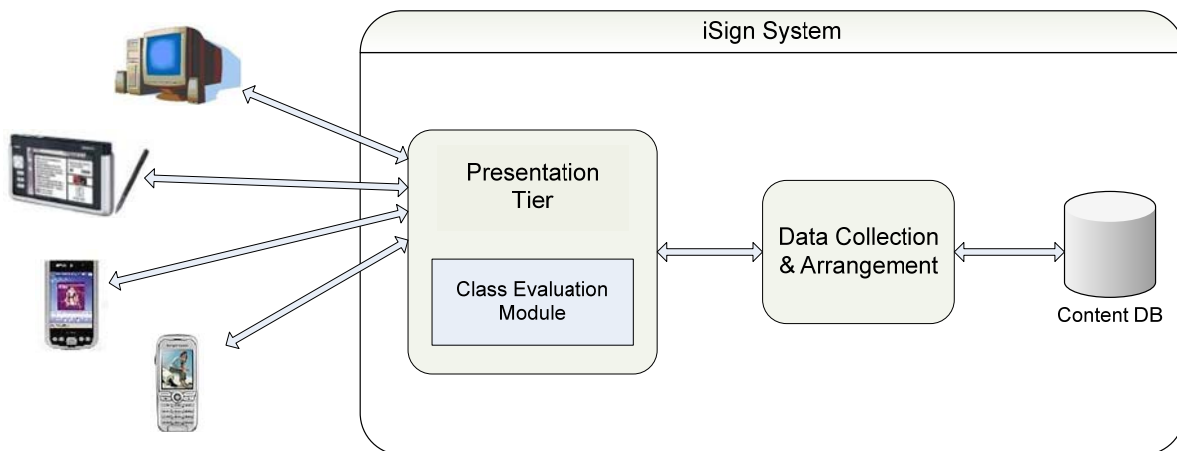 iSign System
Presentation
Tier
Class Evaluation
Module
Data Collection
& Arrangement
Content DB